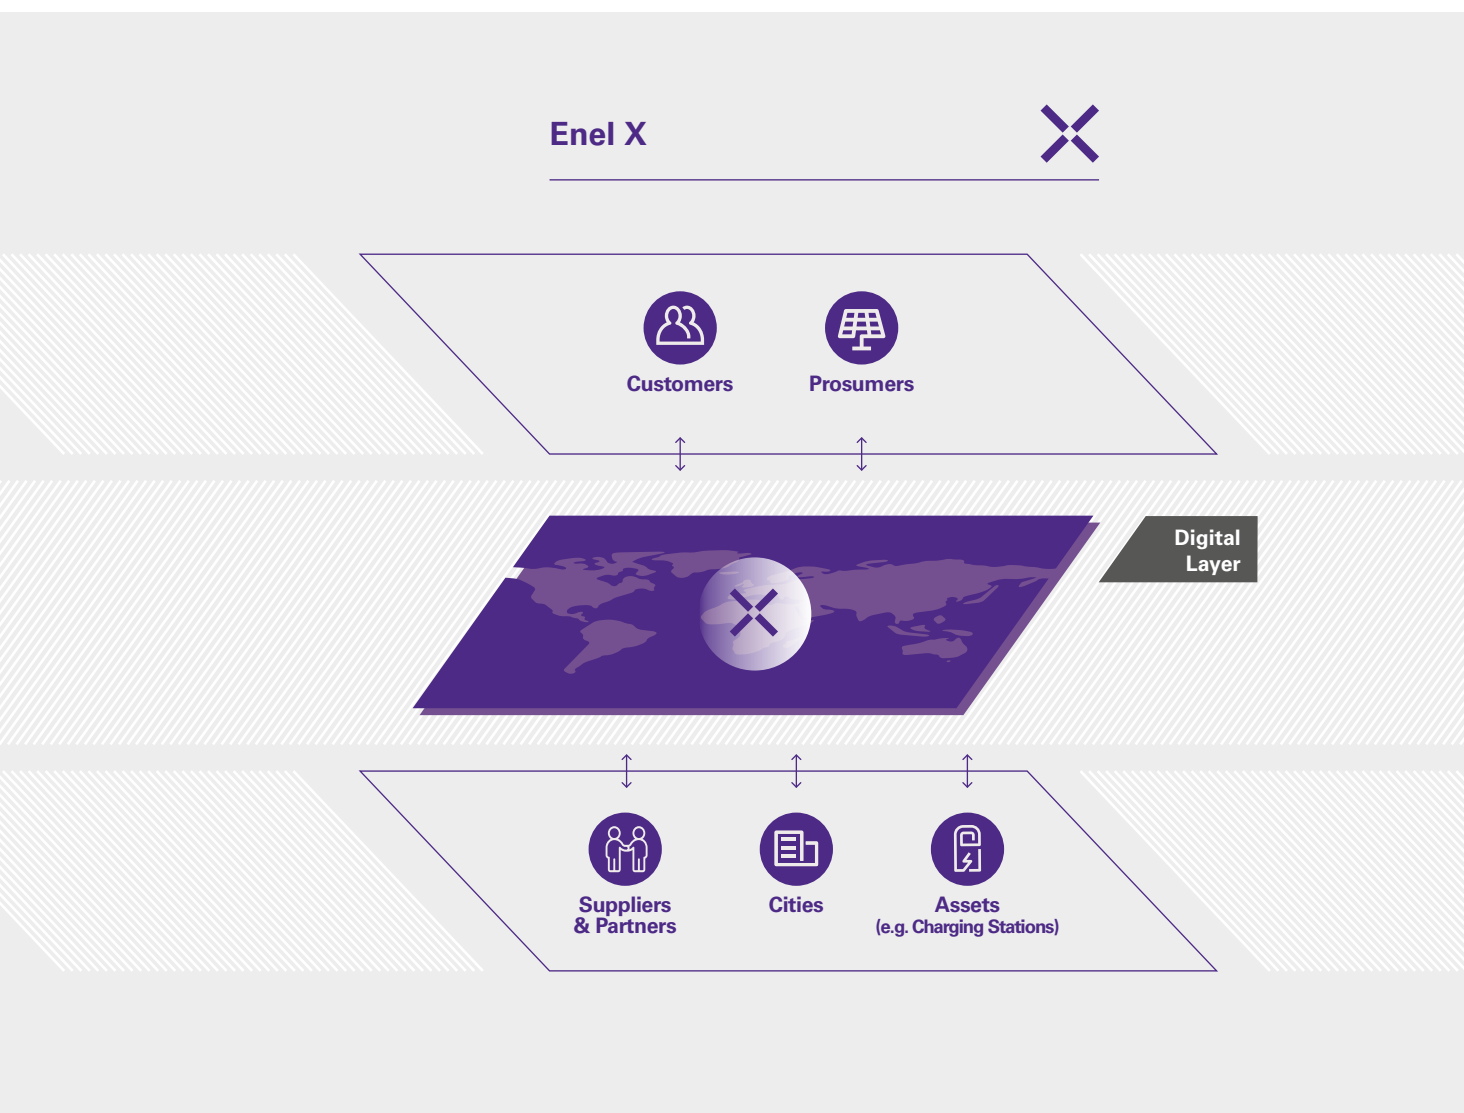 Enel X
Customers
Prosumers
Digital
Layer
Suppliers
& Partners
Cities
Assets
(e.g. Charging Stations)